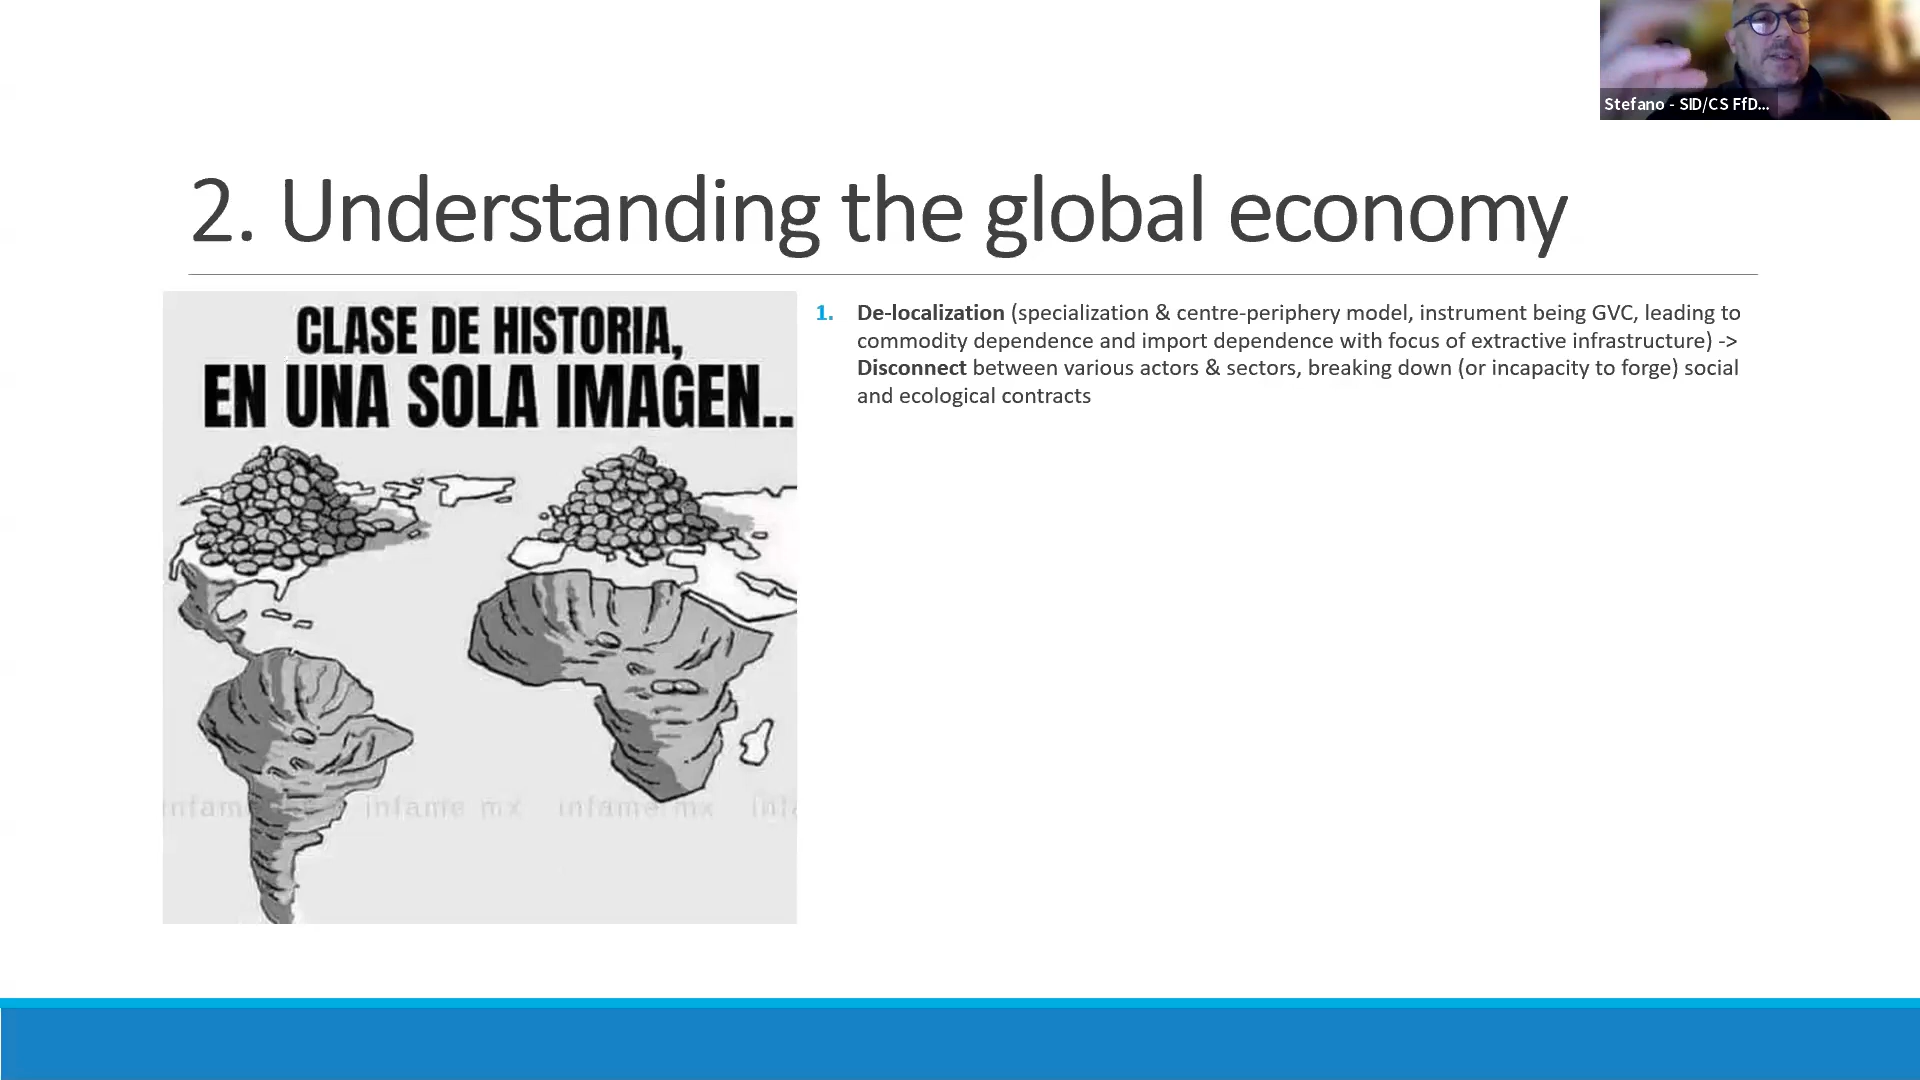 Stefano - SID/CS FfD...
2. Understanding the global economy
CLASE DE HISTORIA,
EN UNA SOLA IMAGEN..
infame mx infame mx
1. De-localization (specialization & centre-periphery model, instrument being GVC, leading to
commodity dependence and import dependence with focus of extractive infrastructure) ->
Disconnect between various actors & sectors, breaking down (or incapacity to forge) social
and ecological contracts